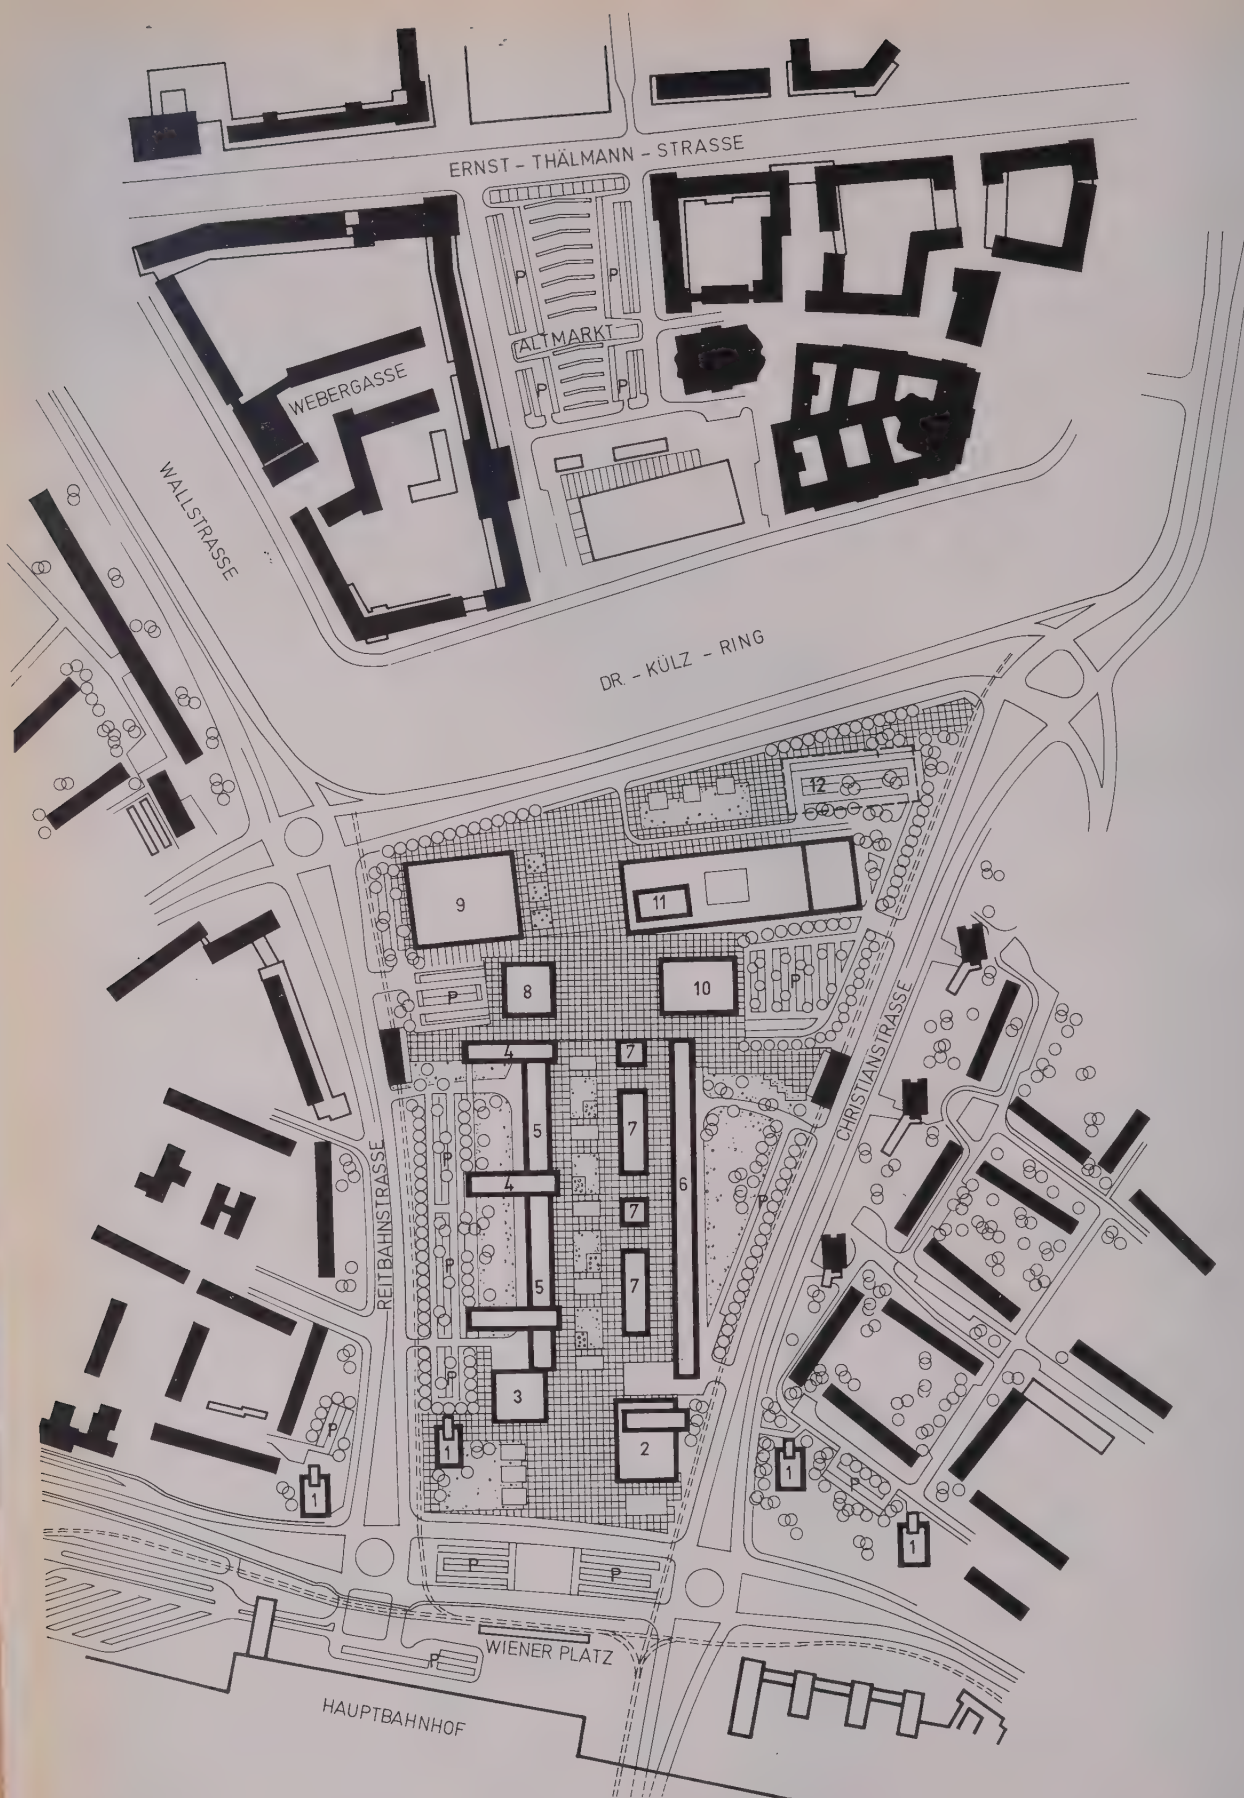 ERNST – THÄLMANN – STRASSE
P
P
ALTMARKT
P
P
WEBERGASSE
WALLSTRASSE
DR. – KÜLZ – RING
12
9
11
8
10
P
P
4
7
5
7
P
4
6
P
7
CHRISTIANSTRASSE
REITBAHNSTRASSE
P
5
7
P
3
P
1
2
1
P
1
1
P
P
WIENER PLATZ
P
HAUPTBAHNHOF